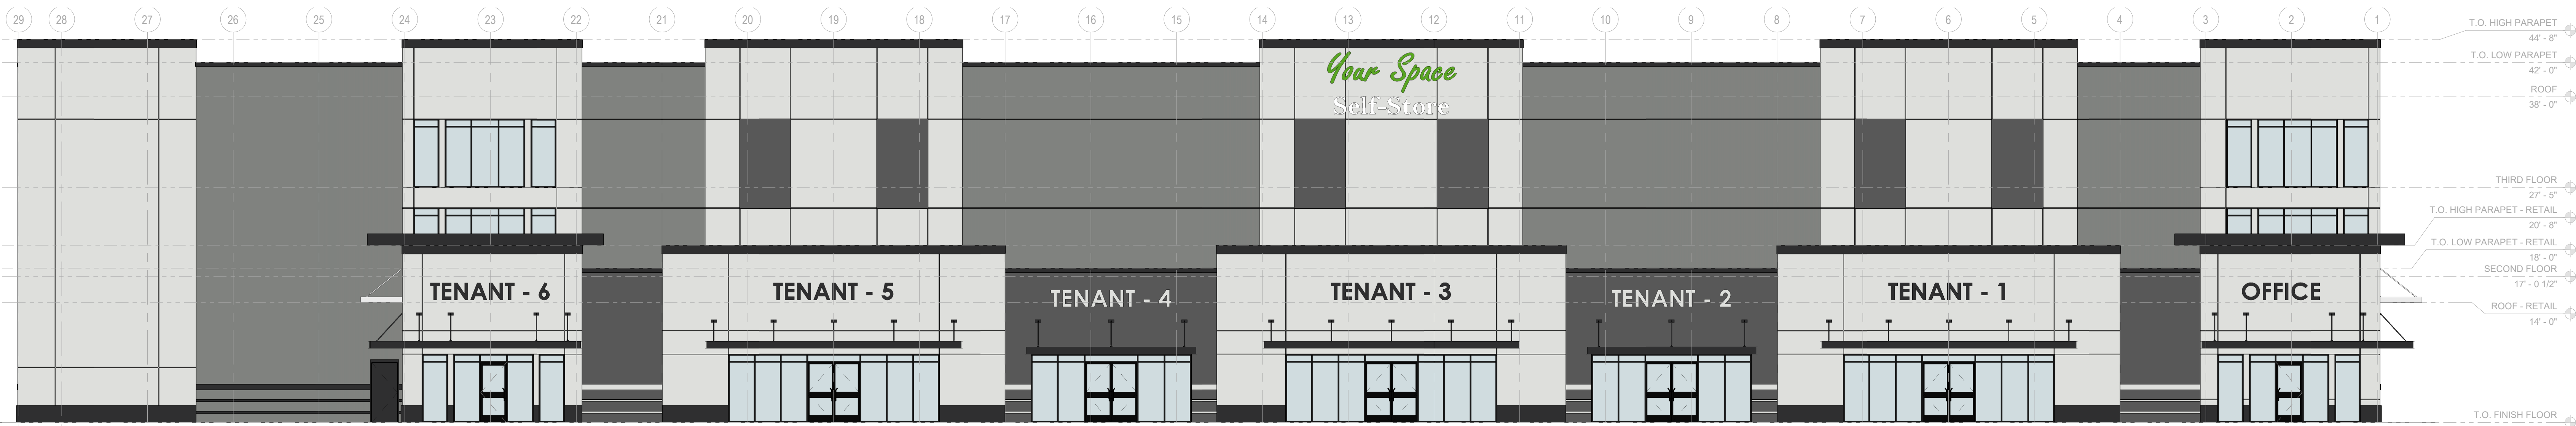 29 28 27 26 25 24 23 22 21 20 19 18 17 16 15 14 13 12 11 10 9 8 7 6 5 4 3 2 1
T.O. HIGH PARAPET
44' - 8"
T.O. LOW PARAPET
42' - 0"
ROOF
38' - 0"
Your Space
Self-Store
THIRD FLOOR
27' - 5"
T.O. HIGH PARAPET - RETAIL
20' - 8"
T.O. LOW PARAPET - RETAIL
18' - 0"
SECOND FLOOR
17' - 0 1/2"
ROOF - RETAIL
14' - 0"
TENANT - 6
TENANT - 5
TENANT - 4
TENANT - 3
TENANT - 2
TENANT - 1
OFFICE
T.O. FINISH FLOOR